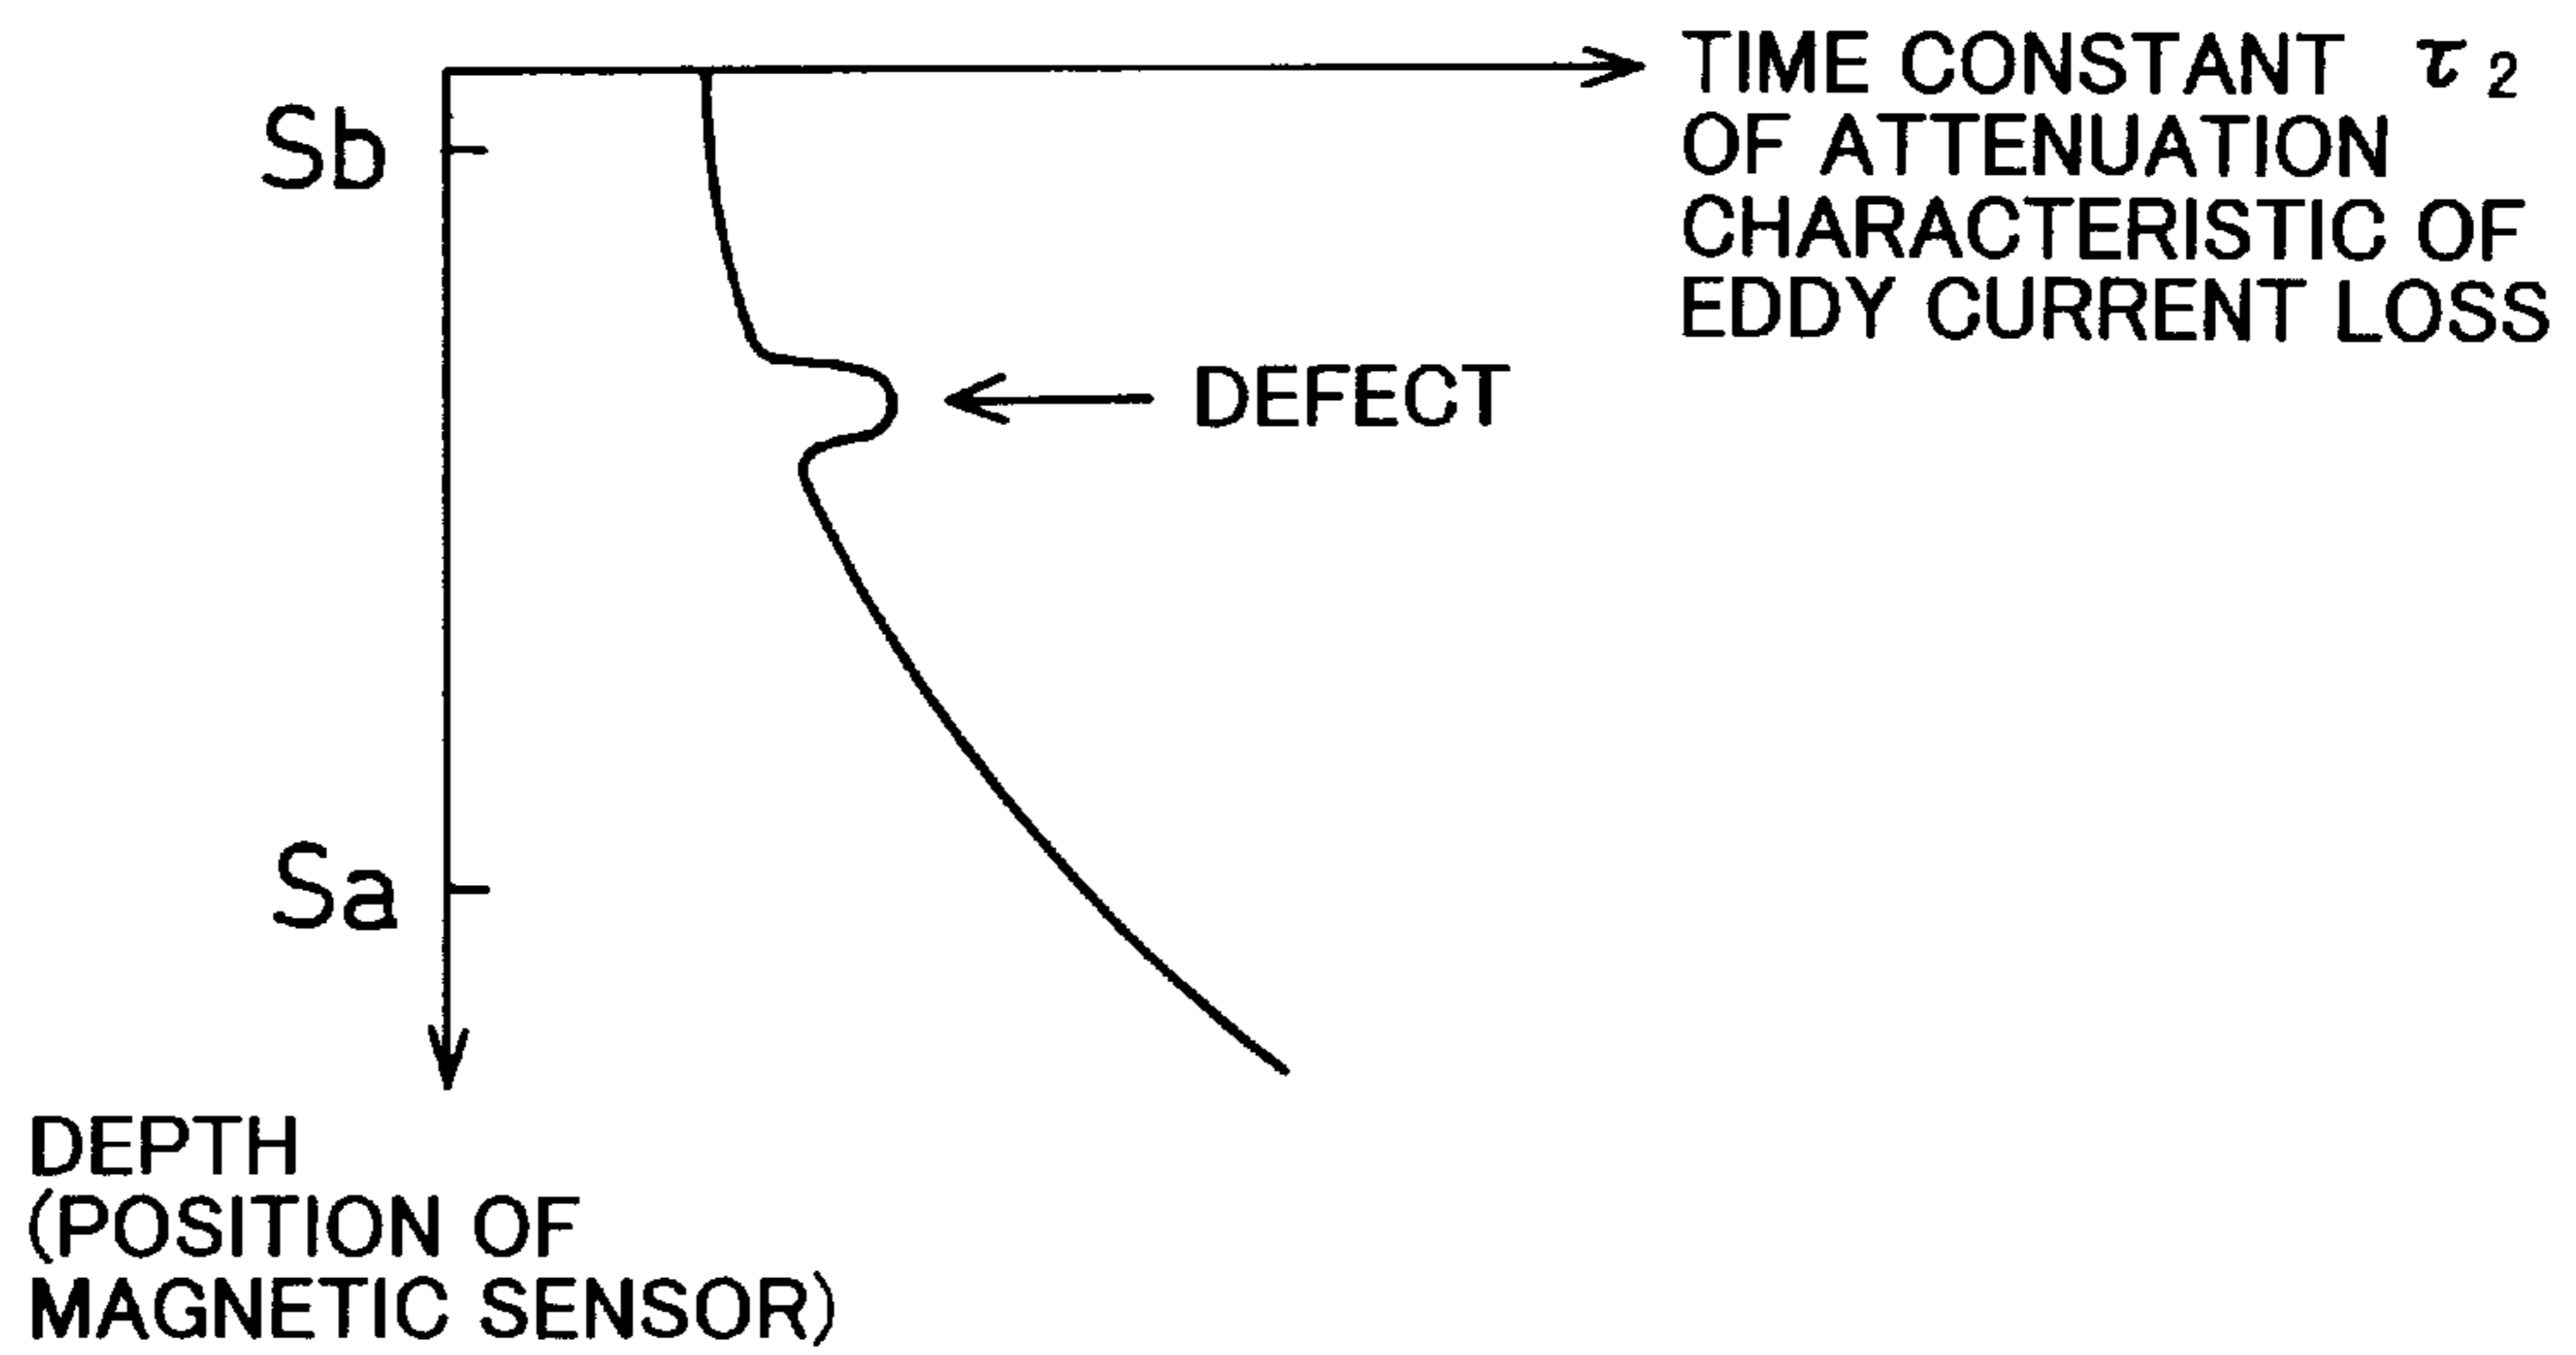 TIME CONSTANT τ2
OF ATTENUATION
CHARACTERISTIC OF
EDDY CURRENT LOSS
Sb
DEFECT
Sa
DEPTH
(POSITION OF
MAGNETIC SENSOR)